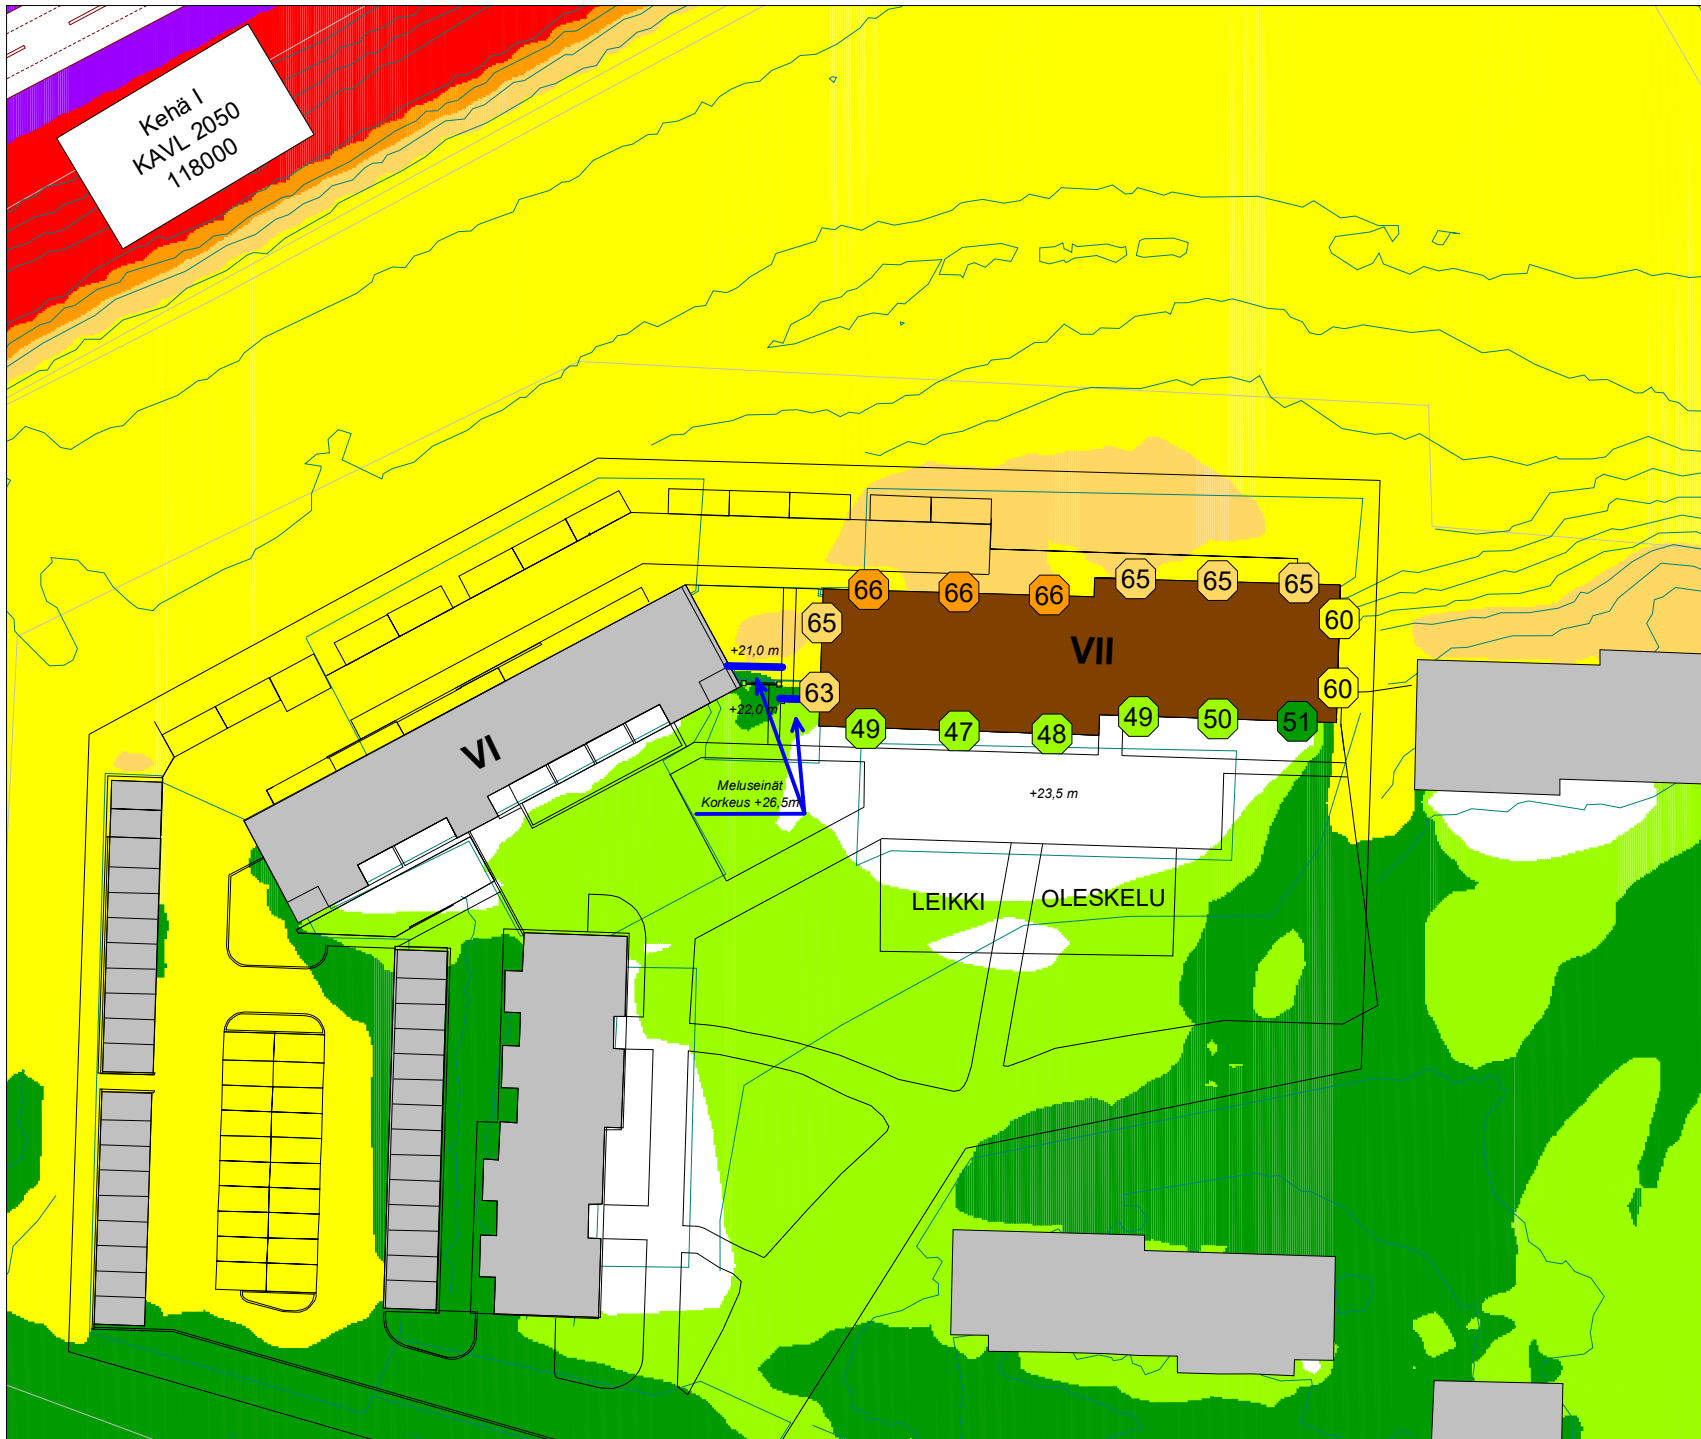 Kehä I
KAVL 2050
118000
66
66
66
65
65
65
65
60
VII
+21,0 m
63
60
+22,0 m
49
47
48
49
50
51
VI
Meluseinät
Korkeus +26,5m
+23,5 m
LEIKKI
OLESKELU